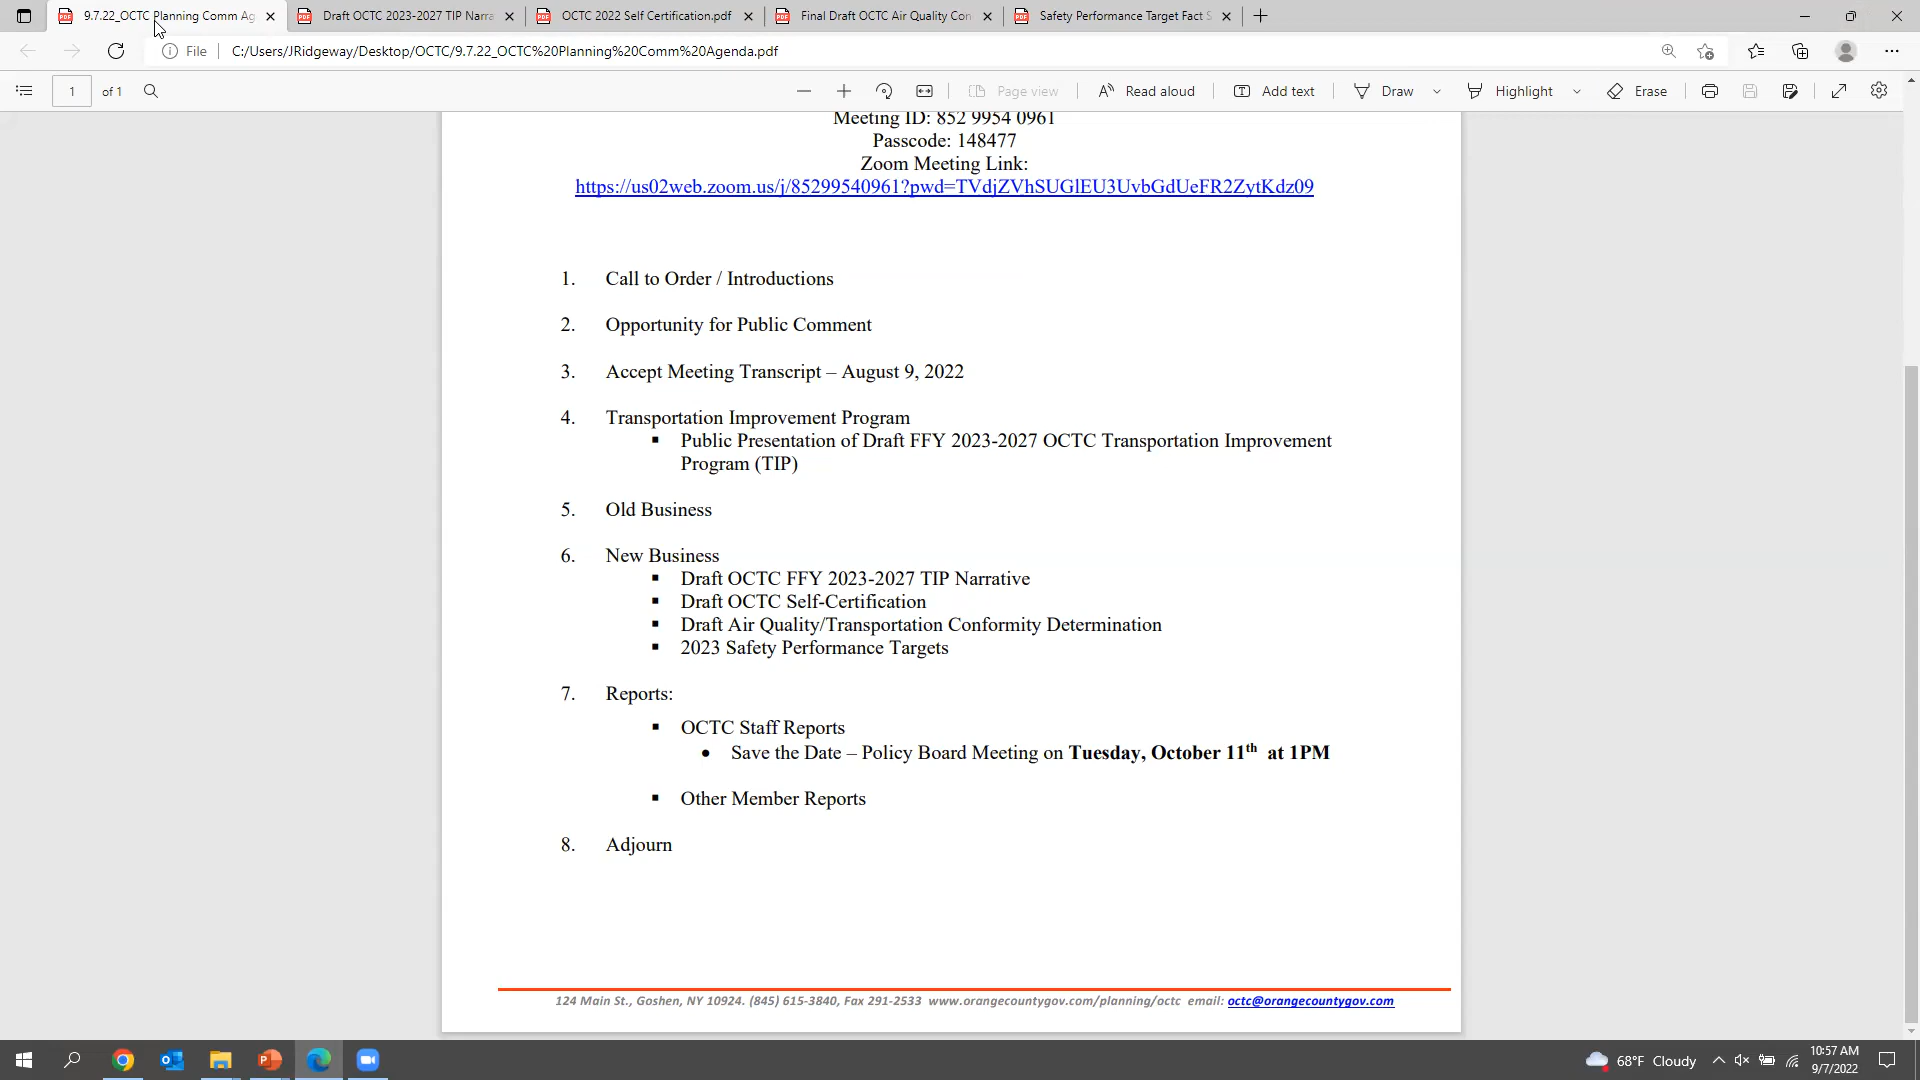 9.7.22_OCTC Planning Comm Ag
Draft OCTC 2023-2027 TIP Narra
OCTC 2022 Self Certification.pdf
Final Draft OCTC Air Quality Con
Safety Performance Target Fact S
File
C:/Users/JRidgeway/Desktop/OCTC/9.7.22_OCTC%20Planning%20Comm%20Agenda.pdf
1 of 1
Page view
Read aloud
Add text
Draw
Highlight
Erase
Meeting ID: 852 9954 0961
Passcode: 148477
Zoom Meeting Link:
https://us02web.zoom.us/j/85299540961?pwd=TVdjZVhSUGlEU3UvbGdUeFR2ZytKdz09
1. Call to Order / Introductions
2. Opportunity for Public Comment
3. Accept Meeting Transcript – August 9, 2022
4. Transportation Improvement Program
▪ Public Presentation of Draft FFY 2023-2027 OCTC Transportation Improvement
Program (TIP)
5. Old Business
6. New Business
▪ Draft OCTC FFY 2023-2027 TIP Narrative
▪ Draft OCTC Self-Certification
▪ Draft Air Quality/Transportation Conformity Determination
▪ 2023 Safety Performance Targets
7. Reports:
▪ OCTC Staff Reports
• Save the Date – Policy Board Meeting on Tuesday, October 11th at 1PM
▪ Other Member Reports
8. Adjourn
124 Main St., Goshen, NY 10924. (845) 615-3840, Fax 291-2533 www.orangecountygov.com/planning/octc email: octc@orangecountygov.com
68°F Cloudy
10:57 AM
9/7/2022